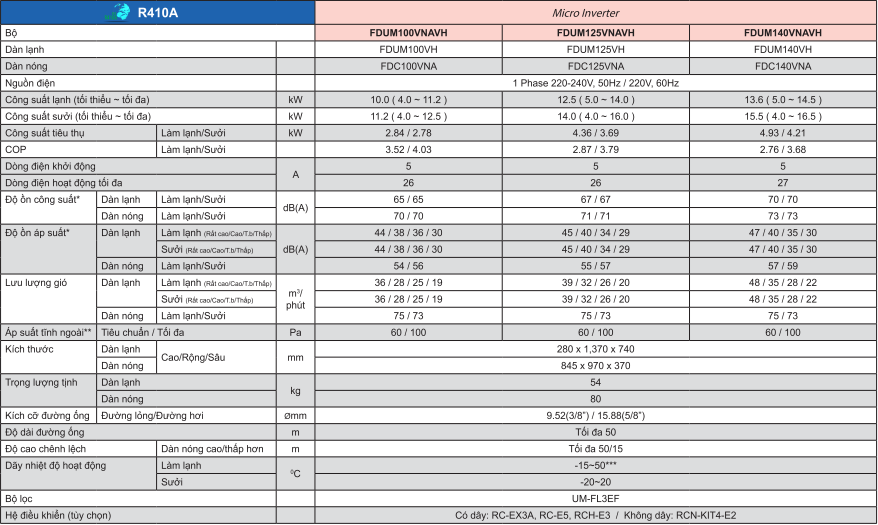 R410A Micro Inverter
Bộ FDUM100VNAVH FDUM125VNAVH FDUM140VNAVH
Dàn lạnh FDUM100VH FDUM125VH FDUM140VH
Dàn nóng FDC100VNA FDC125VNA FDC140VNA
Nguồn điện 1 Phase 220-240V, 50Hz / 220V, 60Hz
Công suất lạnh (tối thiểu ~ tối đa) kW 10.0 ( 4.0 ~ 11.2 ) 12.5 ( 5.0 ~ 14.0 ) 13.6 ( 5.0 ~ 14.5 )
Công suất sưởi (tối thiểu ~ tối đa) kW 11.2 ( 4.0 ~ 12.5 ) 14.0 ( 4.0 ~ 16.0 ) 15.5 ( 4.0 ~ 16.5 )
Công suất tiêu thụ Làm lạnh/Sưởi kW 2.84 / 2.78 4.36 / 3.69 4.93 / 4.21
COP Làm lạnh/Sưởi 3.52 / 4.03 2.87 / 3.79 2.76 / 3.68
Dòng điện khởi động A 5 5 5
Dòng điện hoạt động tối đa 26 26 27
Độ ồn công suất* Dàn lạnh Làm lạnh/Sưởi dB(A) 65 / 65 67 / 67 70 / 70
Dàn nóng Làm lạnh/Sưởi 70 / 70 71 / 71 73 / 73
Độ ồn áp suất* Dàn lạnh Làm lạnh (Rất cao/Cao/T.b/Thấp) dB(A) 44 / 38 / 36 / 30 45 / 40 / 34 / 29 47 / 40 / 35 / 30
Sưởi (Rất cao/Cao/T.b/Thấp) 44 / 38 / 36 / 30 45 / 40 / 34 / 29 47 / 40 / 35 / 30
Dàn nóng Làm lạnh/Sưởi 54 / 56 55 / 57 57 / 59
Lưu lượng gió Dàn lạnh Làm lạnh (Rất cao/Cao/T.b/Thấp) m³/ phút 36 / 28 / 25 / 19 39 / 32 / 26 / 20 48 / 35 / 28 / 22
Sưởi (Rất cao/Cao/T.b/Thấp) 36 / 28 / 25 / 19 39 / 32 / 26 / 20 48 / 35 / 28 / 22
Dàn nóng Làm lạnh/Sưởi 75 / 73 75 / 73 75 / 73
Áp suất tĩnh ngoài** Tiêu chuẩn / Tối đa Pa 60 / 100 60 / 100 60 / 100
Kích thước Dàn lạnh Cao/Rộng/Sâu mm 280 x 1,370 x 740
Dàn nóng 845 x 970 x 370
Trọng lượng tịnh Dàn lạnh kg 54
Dàn nóng 80
Kích cỡ đường ống Đường lỏng/Đường hơi ømm 9.52(3/8”) / 15.88(5/8”)
Độ dài đường ống m Tối đa 50
Độ cao chênh lệch Dàn nóng cao/thấp hơn m Tối đa 50/15
Dãy nhiệt độ hoạt động Làm lạnh ⁰C -15~50***
Sưởi -20~20
Bộ lọc UM-FL3EF
Hệ điều khiển (tùy chọn) Có dây: RC-EX3A, RC-E5, RCH-E3 / Không dây: RCN-KIT4-E2